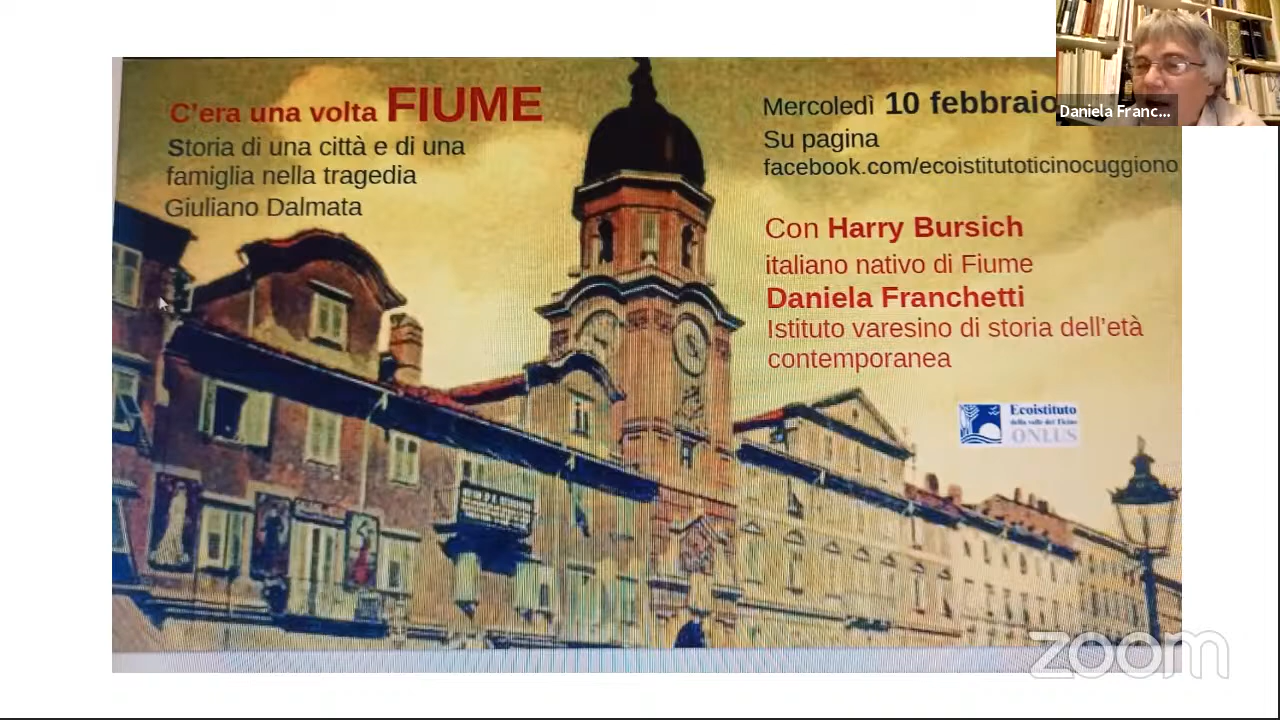 C'era una volta FIUME
Storia di una città e di una
famiglia nella tragedia
Giuliano Dalmata
Mercoledì 10 febbraio
Su pagina
facebook.com/ecoistitutoticinocuggiono
Con Harry Bursich
italiano nativo di Fiume
Daniela Franchetti
Istituto varesino di storia dell'età
contemporanea
Ecoistituto
della valle del Ticino
ONLUS
Daniela Franc...
zoom